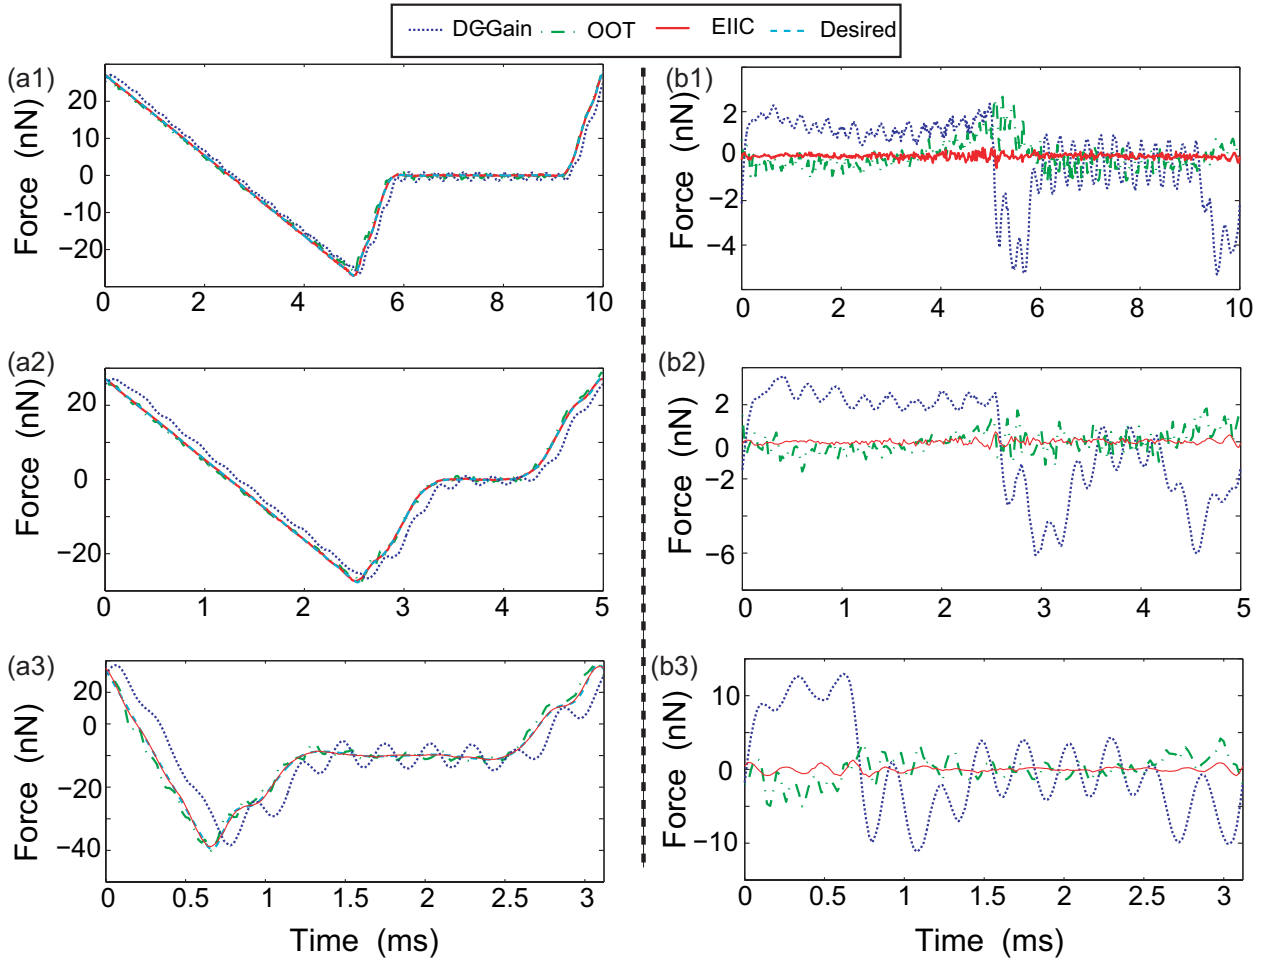 DC-Gain OOT EIIC Desired
(a1)
Force (nN)
20
10
0
-10
−20
0 2 4 6 8 10
(b1)
Force (nN)
2
0
−2
−4
0 2 4 6 8 10
(a2)
Force (nN)
20
0
−20
0 1 2 3 4 5
(b2)
Force (nN)
2
0
−2
−6
0 1 2 3 4 5
(a3)
Force (nN)
20
0
−20
−40
0 0.5 1 1.5 2 2.5 3
Time (ms)
(b3)
Force (nN)
10
0
−10
0 0.5 1 1.5 2 2.5 3
Time (ms)